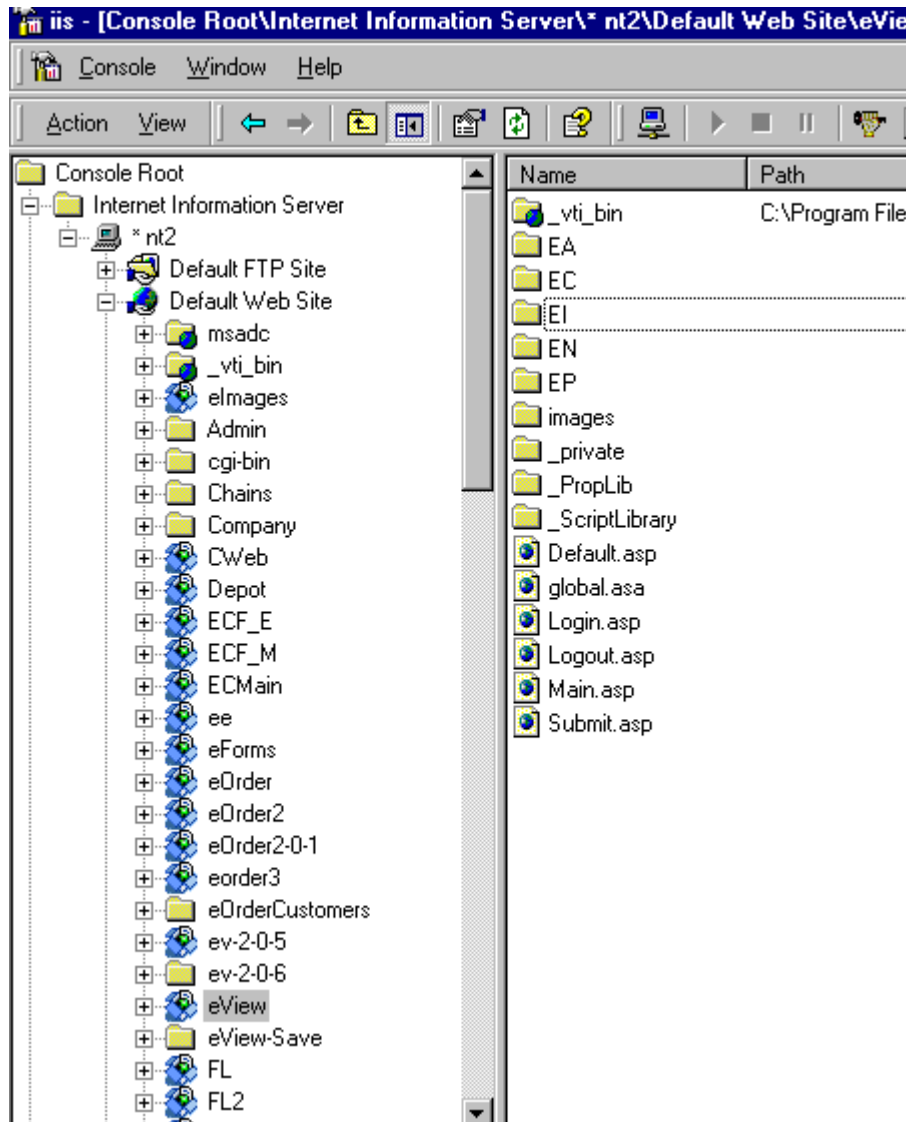 iis - [Console Root\Internet Information Server\* nt2\Default Web Site\eVie
Console Window Help
Action View
Console Root
Internet Information Server
* nt2
Default FTP Site
Default Web Site
msadc
_vti_bin
eImages
Admin
cgi-bin
Chains
Company
CWeb
Depot
ECF_E
ECF_M
ECMain
ee
eForms
eOrder
eOrder2
eOrder2-0-1
eorder3
eOrderCustomers
ev-2-0-5
ev-2-0-6
eView
eView-Save
FL
FL2
Name Path
_vti_bin C:\Program File
EA
EC
EI
EN
EP
images
_private
_PropLib
_ScriptLibrary
Default.asp
global.asa
Login.asp
Logout.asp
Main.asp
Submit.asp